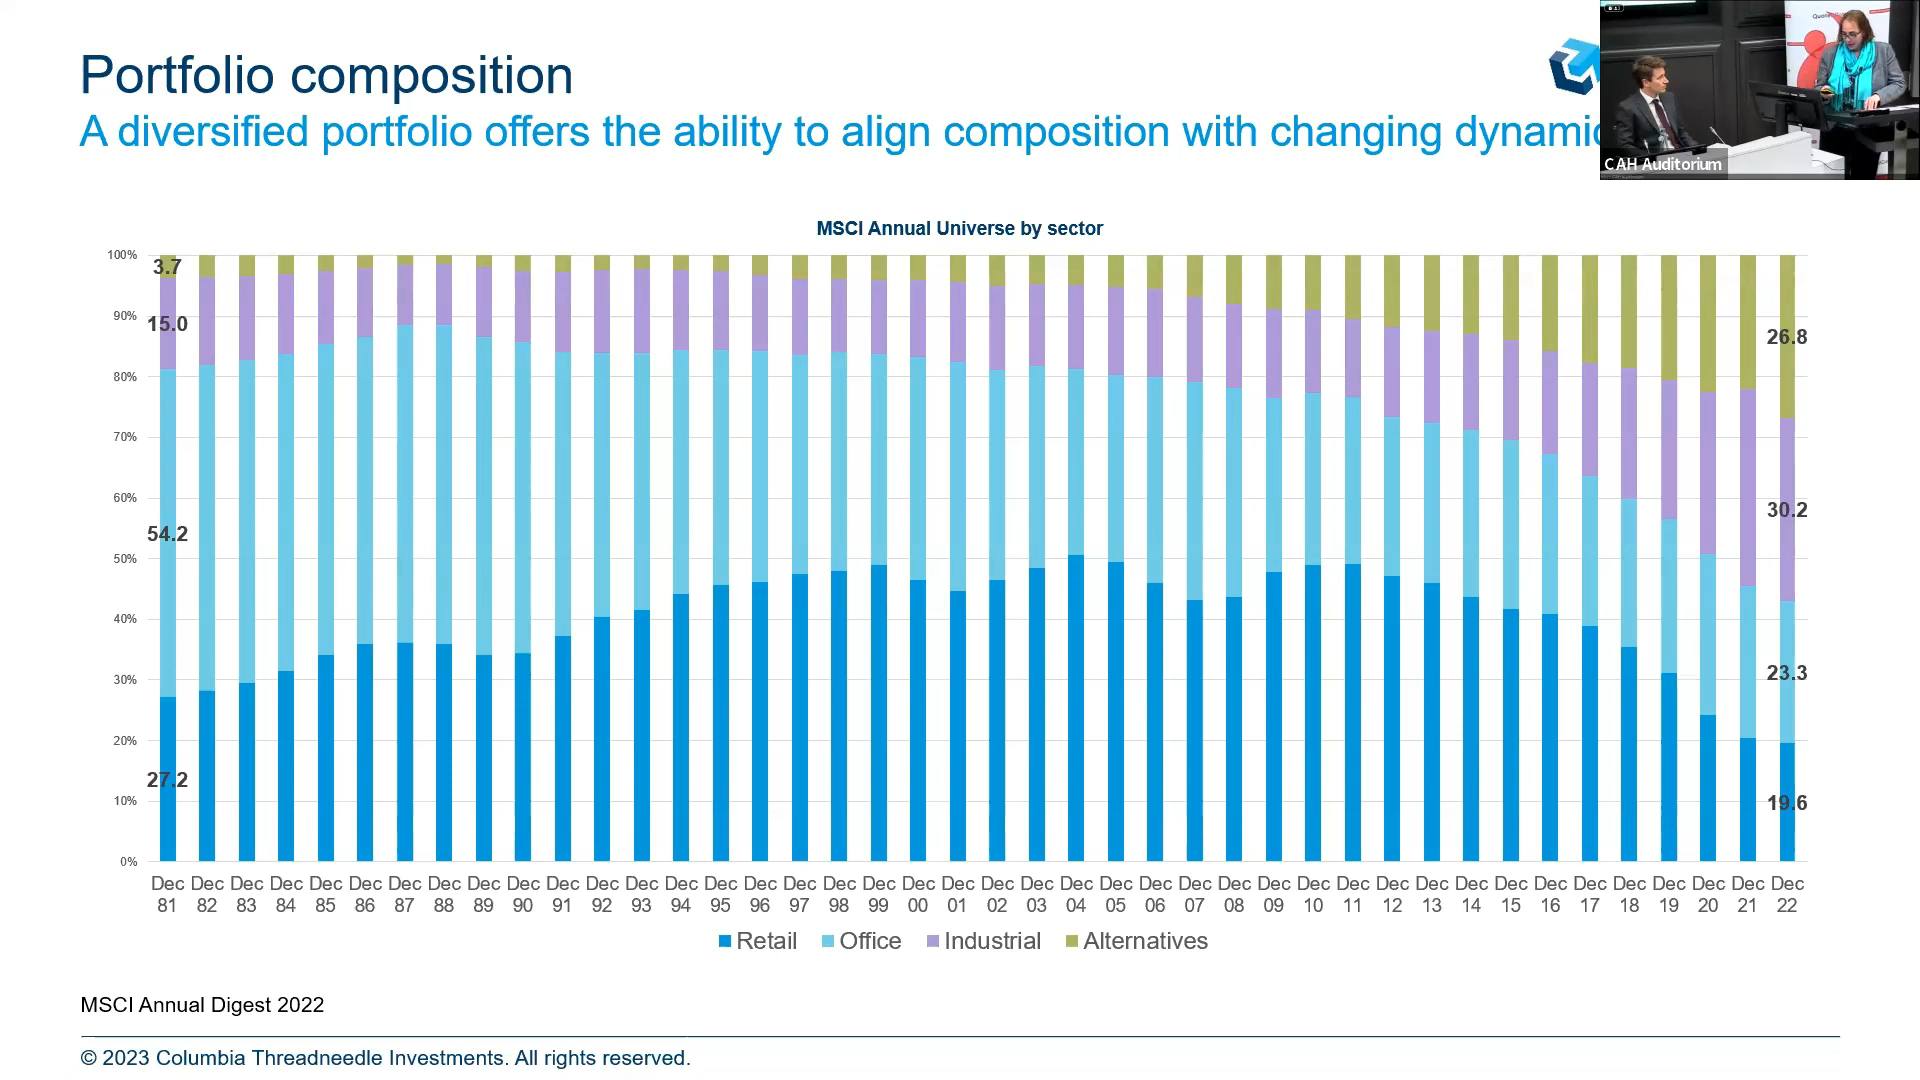 Portfolio composition
A diversified portfolio offers the ability to align composition with changing
CAH Auditorium
MSCI Annual Universe by sector
100%
90%
80%
70%
60%
50%
40%
30%
20%
10%
0%
3.7
15.0
54.2
27.2
26.8
30.2
23.3
19.6
Dec Dec Dec Dec Dec Dec Dec Dec Dec Dec Dec Dec Dec Dec Dec Dec Dec Dec Dec Dec Dec Dec Dec Dec Dec Dec Dec Dec Dec Dec Dec Dec Dec Dec Dec Dec Dec Dec Dec Dec Dec Dec
81 82 83 84 85 86 87 88 89 90 91 92 93 94 95 96 97 98 99 00 01 02 03 04 05 06 07 08 09 10 11 12 13 14 15 16 17 18 19 20 21 22
Retail Office Industrial Alternatives
MSCI Annual Digest 2022
© 2023 Columbia Threadneedle Investments. All rights reserved.